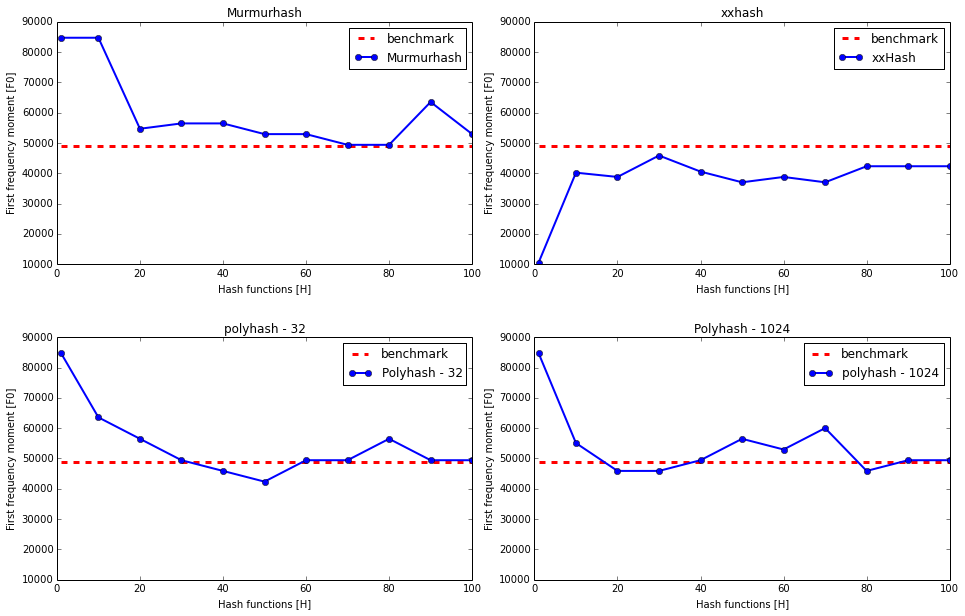 Murmurhash
90000
80000
70000
60000
50000
40000
30000
20000
10000
First frequency moment [F0]
benchmark
Murmurhash
0 20 40 60 80 100
Hash functions [H]
xxhash
90000
80000
70000
60000
50000
40000
30000
20000
10000
First frequency moment [F0]
benchmark
xxHash
0 20 40 60 80 100
Hash functions [H]
polyhash - 32
90000
80000
70000
60000
50000
40000
30000
20000
10000
First frequency moment [F0]
benchmark
Polyhash - 32
0 20 40 60 80 100
Hash functions [H]
Polyhash - 1024
90000
80000
70000
60000
50000
40000
30000
20000
10000
First frequency moment [F0]
benchmark
polyhash - 1024
0 20 40 60 80 100
Hash functions [H]